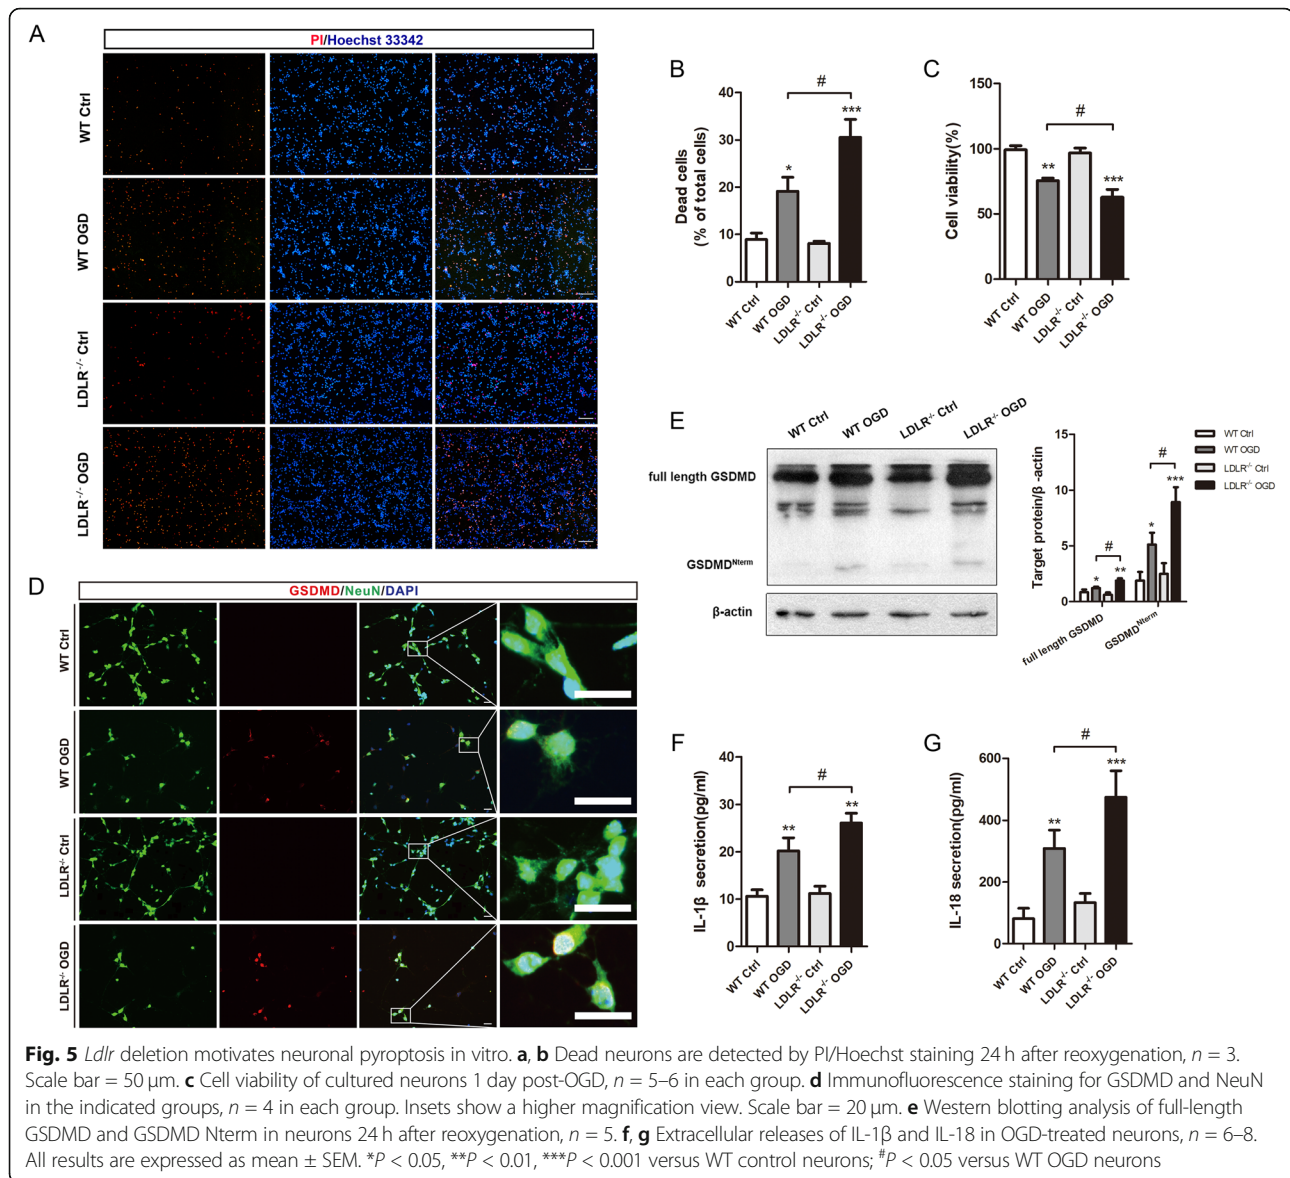 A
PI/Hoechst 33342
WT Ctrl
WT OGD
LDLR-/- Ctrl
LDLR-/- OGD
B
Dead cells
(% of total cells)
40
30
20
10
0
*
#
***
WT Ctrl
WT OGD
LDLR-/- Ctrl
LDLR-/- OGD
C
Cell viability(%)
150
100
50
0
**
#
***
WT Ctrl
WT OGD
LDLR-/- Ctrl
LDLR-/- OGD
D
GSDMD/NeuN/DAPI
WT Ctrl
WT OGD
LDLR-/- Ctrl
LDLR-/- OGD
E
WT Ctrl
WT OGD
LDLR-/- Ctrl
LDLR-/- OGD
full length GSDMD
GSDMDNterm
β-actin
Target protein/β -actin
15
10
5
0
*
#
**
*
#
***
full length GSDMD
GSDMDNterm
WT Ctrl
WT OGD
LDLR-/- Ctrl
LDLR-/- OGD
F
IL-1β secretion(pg/ml)
40
30
20
10
0
**
#
**
WT Ctrl
WT OGD
LDLR-/- Ctrl
LDLR-/- OGD
G
IL-18 secretion(pg/ml)
600
400
200
0
**
#
***
WT Ctrl
WT OGD
LDLR-/- Ctrl
LDLR-/- OGD
Fig. 5 Ldlr deletion motivates neuronal pyroptosis in vitro. a, b Dead neurons are detected by PI/Hoechst staining 24 h after reoxygenation, n = 3.
Scale bar = 50 μm. c Cell viability of cultured neurons 1 day post-OGD, n = 5–6 in each group. d Immunofluorescence staining for GSDMD and NeuN
in the indicated groups, n = 4 in each group. Insets show a higher magnification view. Scale bar = 20 μm. e Western blotting analysis of full-length
GSDMD and GSDMD Nterm in neurons 24 h after reoxygenation, n = 5. f, g Extracellular releases of IL-1β and IL-18 in OGD-treated neurons, n = 6–8.
All results are expressed as mean ± SEM. *P < 0.05, **P < 0.01, ***P < 0.001 versus WT control neurons; #P < 0.05 versus WT OGD neurons